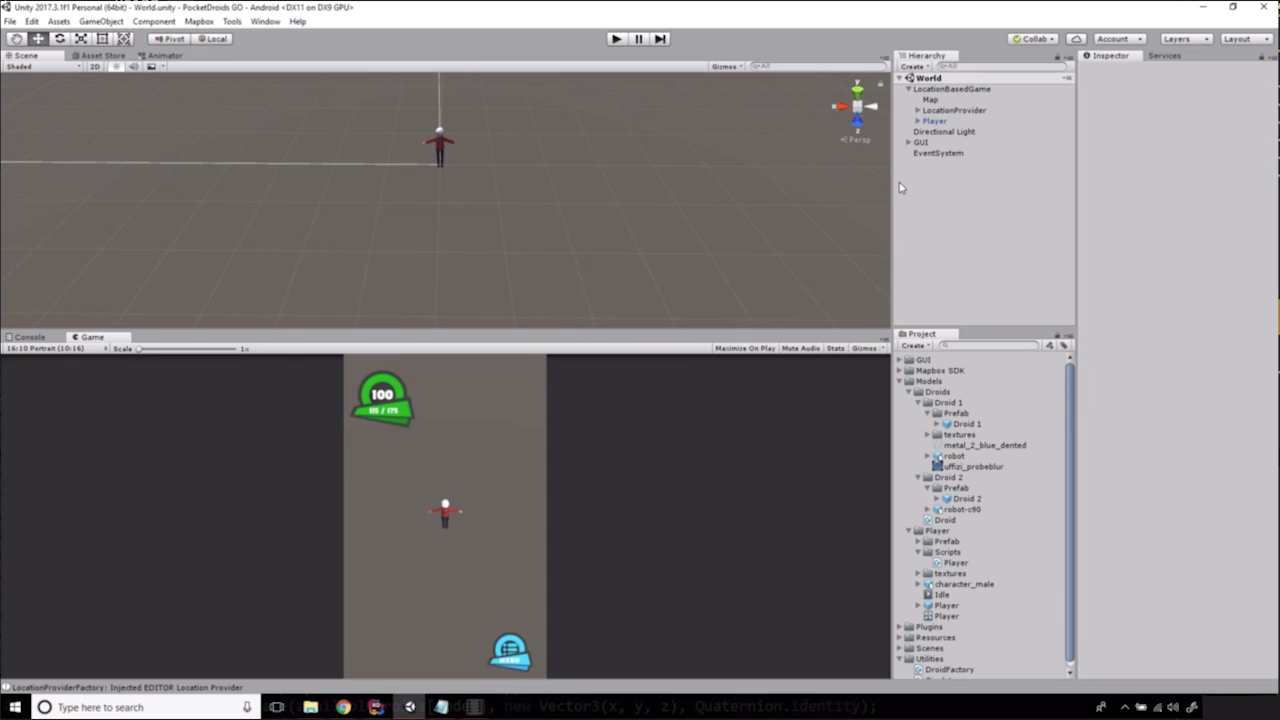 Unity 2017.3.1f1 Personal (64bit) - World.unity - PocketDroids GO - Android <DX11 on DX9 GPU>
File Edit Assets GameObject Component Mapbox Tools Window Help
Pivot Local Collab Account Layers Layout
Scene Asset Store Animator
Shaded 2D Gizmos All
y
x
z
Persp
Hierarchy
Create All
World
LocationBasedGame
Map
LocationProvider
Player
Directional Light
GUI
EventSystem
Inspector Services
Console Game
16:10 Portrait (10:16) Scale 1x Maximize On Play Mute Audio Stats Gizmos
100
115 / 175
MENU
Project
Create
GUI
Mapbox SDK
Models
Droids
Droid 1
Prefab
Droid 1
textures
metal_2_blue_dented
robot
uffizi_probeblur
Droid 2
Prefab
Droid 2
robot-c90
Droid
Player
Prefab
Scripts
Player
textures
character_male
Idle
Player
Player
Plugins
Resources
Scenes
Utilities
DroidFactory
LocationProviderFactory: Injected EDITOR Location Provider
Type here to search
, new Vector3(x, y, z), Quaternion.identity);